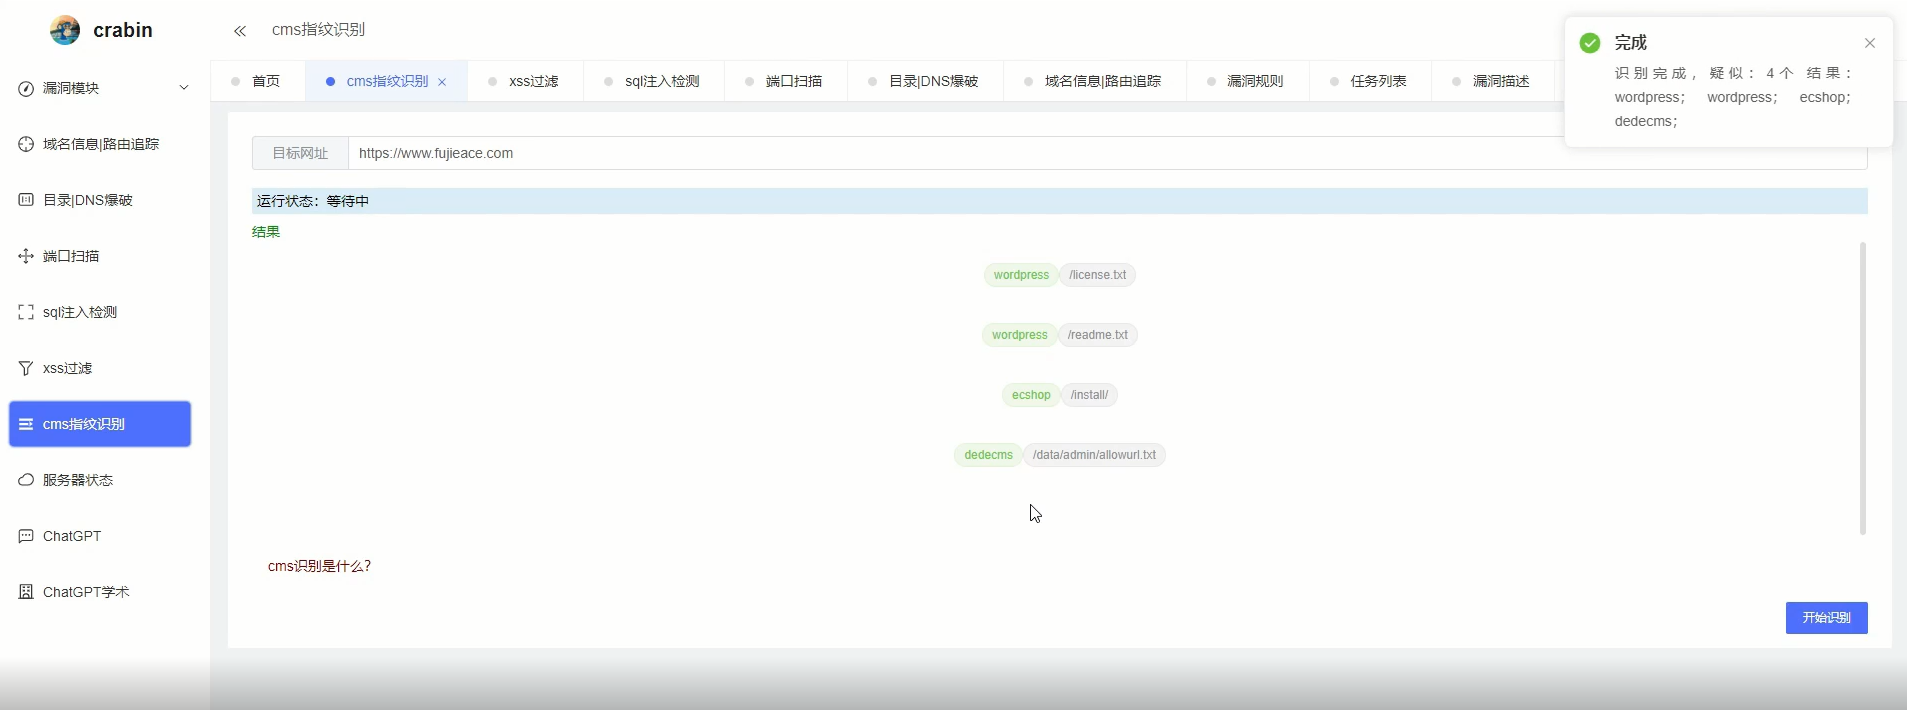 crabin
cms指纹识别
漏洞模块
域名信息|路由追踪
目录|DNS爆破
端口扫描
sql注入检测
xss过滤
cms指纹识别
服务器状态
ChatGPT
ChatGPT学术
首页 cms指纹识别 xss过滤 sql注入检测 端口扫描 目录|DNS爆破 域名信息|路由追踪 漏洞规则 任务列表 漏洞描述
完成
识别完成，疑似：4个 结果：
wordpress； wordpress； ecshop；
dedecms；
目标网址 https://www.fujieace.com
运行状态：等待中
结果
wordpress /license.txt
wordpress /readme.txt
ecshop /install/
dedecms /data/admin/allowurl.txt
cms识别是什么？
开始识别